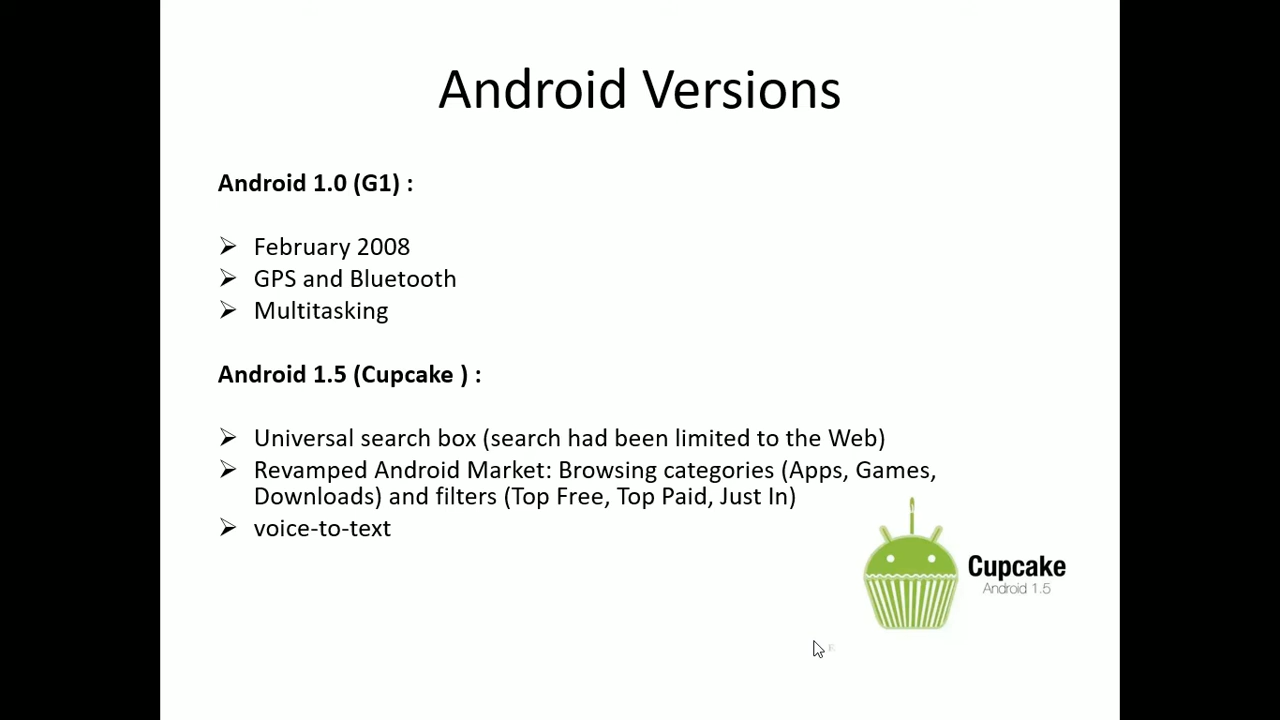 Android Versions
Android 1.0 (G1) :
➢ February 2008
➢ GPS and Bluetooth
➢ Multitasking
Android 1.5 (Cupcake ) :
➢ Universal search box (search had been limited to the Web)
➢ Revamped Android Market: Browsing categories (Apps, Games,
Downloads) and filters (Top Free, Top Paid, Just In)
➢ voice-to-text
Cupcake
Android 1.5